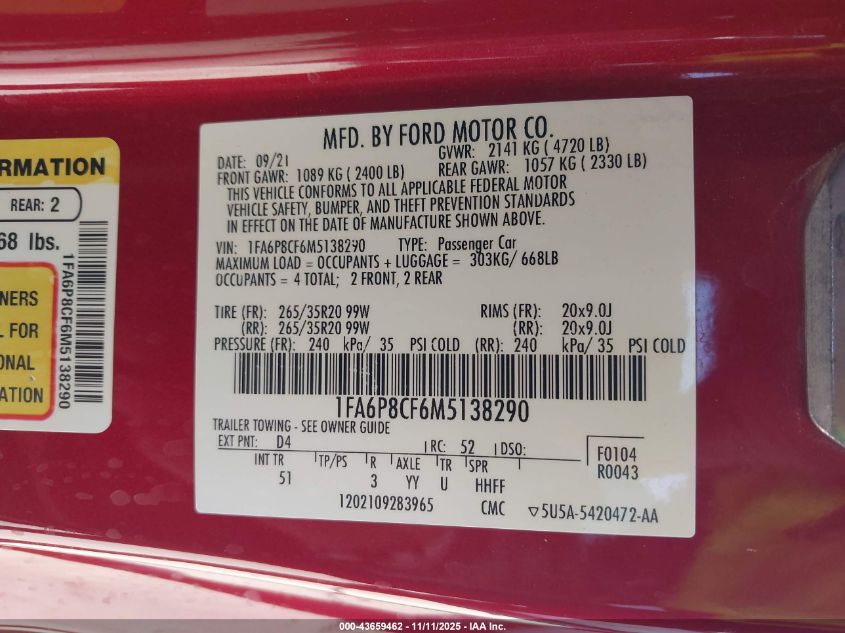 RMATION
REAR: 2
68 lbs.
NERS
L FOR
ONAL
ATION
1FA6P8CF6M5138290
MFD. BY FORD MOTOR CO.
DATE: 09/21
GVWR: 2141 KG ( 4720 LB)
FRONT GAWR: 1089 KG ( 2400 LB)
REAR GAWR: 1057 KG ( 2330 LB)
THIS VEHICLE CONFORMS TO ALL APPLICABLE FEDERAL MOTOR
VEHICLE SAFETY, BUMPER, AND THEFT PREVENTION STANDARDS
IN EFFECT ON THE DATE OF MANUFACTURE SHOWN ABOVE.
VIN: 1FA6P8CF6M5138290 TYPE: Passenger Car
MAXIMUM LOAD = OCCUPANTS + LUGGAGE = 303KG/ 668LB
OCCUPANTS = 4 TOTAL; 2 FRONT, 2 REAR
TIRE (FR): 265/35R20 99W RIMS (FR): 20x9.0J
(RR): 265/35R20 99W (RR): 20x9.0J
PRESSURE (FR): 240 kPa/ 35 PSI COLD (RR): 240 kPa/ 35 PSI COLD
1FA6P8CF6M5138290
TRAILER TOWING - SEE OWNER GUIDE
EXT PNT: D4 RC: 52 DSO:
F0104
R0043
INT TR TP/PS R AXLE TR SPR
51 3 YY U HHFF
1202109283965 CMC ▽5U5A-5420472-AA
000-43659462 - 11/11/2025 - IAA Inc.